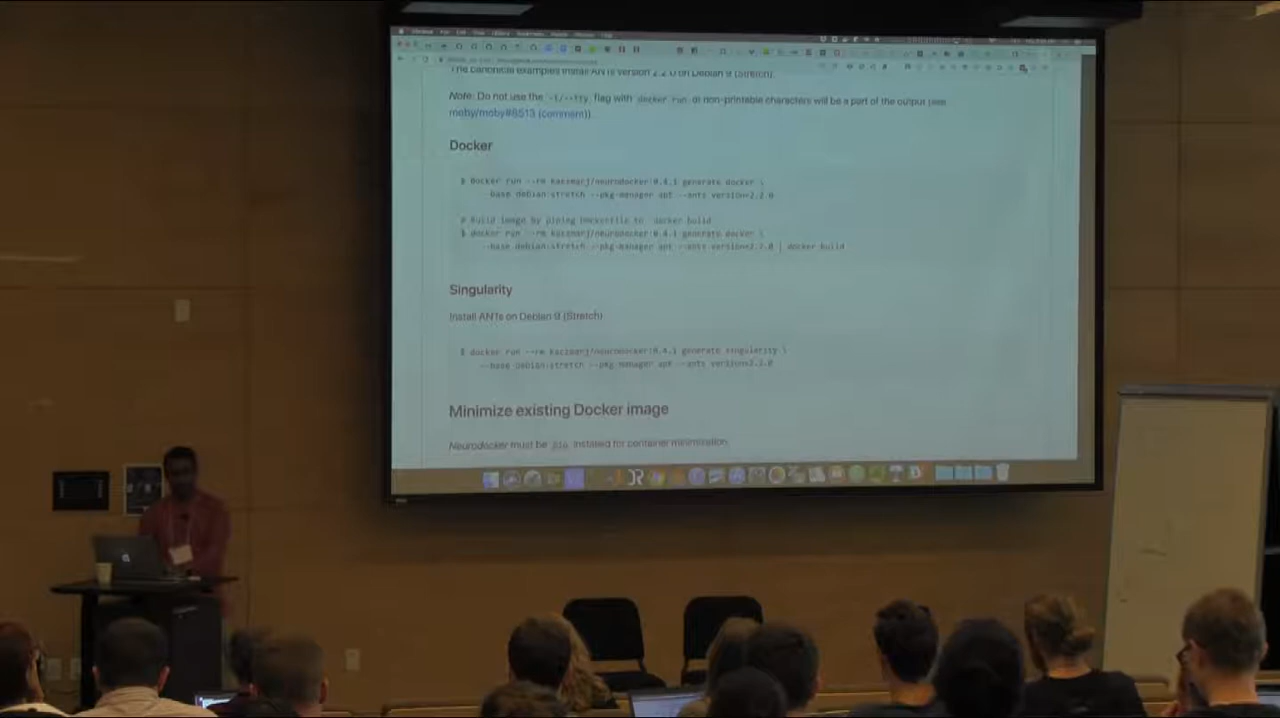 The canonical examples install ANTs version 2.2.0 on Debian 9 (Stretch).
Note: Do not use the -t/--tty flag with docker run or non-printable characters will be a part of the output (see
moby/moby#8513 (comment)).
Docker
$ docker run --rm kaczmarj/neurodocker:0.4.1 generate docker \
--base debian:stretch --pkg-manager apt --ants version=2.2.0
# Build image by piping Dockerfile to `docker build`
$ docker run --rm kaczmarj/neurodocker:0.4.1 generate docker \
--base debian:stretch --pkg-manager apt --ants version=2.2.0 | docker build
Singularity
Install ANTs on Debian 9 (Stretch)
$ docker run --rm kaczmarj/neurodocker:0.4.1 generate singularity \
--base debian:stretch --pkg-manager apt --ants version=2.2.0
Minimize existing Docker image
Neurodocker must be pip installed for container minimization.